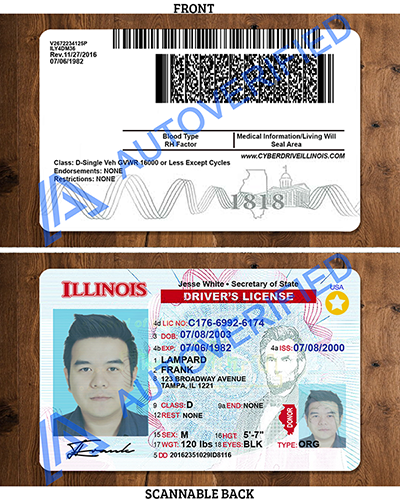 FRONT
V2672234125P
ILY4DM36
Rev.11/27/2016
07/06/1982
Blood Type
RH Factor
Medical Information/Living Will
Seal Area
www.CYBERDRIVEILLINOIS.com
Class: D-Single Veh GVWR 16000 or Less Except Cycles
Endorsements: NONE
Restrictions: NONE
1818
AUTOVERIFIED
ILLINOIS
Jesse White • Secretary of State
DRIVER'S LICENSE
USA
4d LIC NO: C176-6992-6174
3 DOB: 07/08/2003
4b EXP: 07/06/1982
4a ISS: 07/08/2000
1 LAMPARD
2 FRANK
8 123 BROADWAY AVENUE
TAMPA, IL 1221
9 CLASS: D
9a END: NONE
12 REST: NONE
15 SEX: M
16 HGT: 5'-7"
17 WGT: 120 lbs
18 EYES: BLK
5 DD 20162351029ID8116
DONOR
TYPE: ORG
Frank
AUTOVERIFIED
SCANNABLE BACK